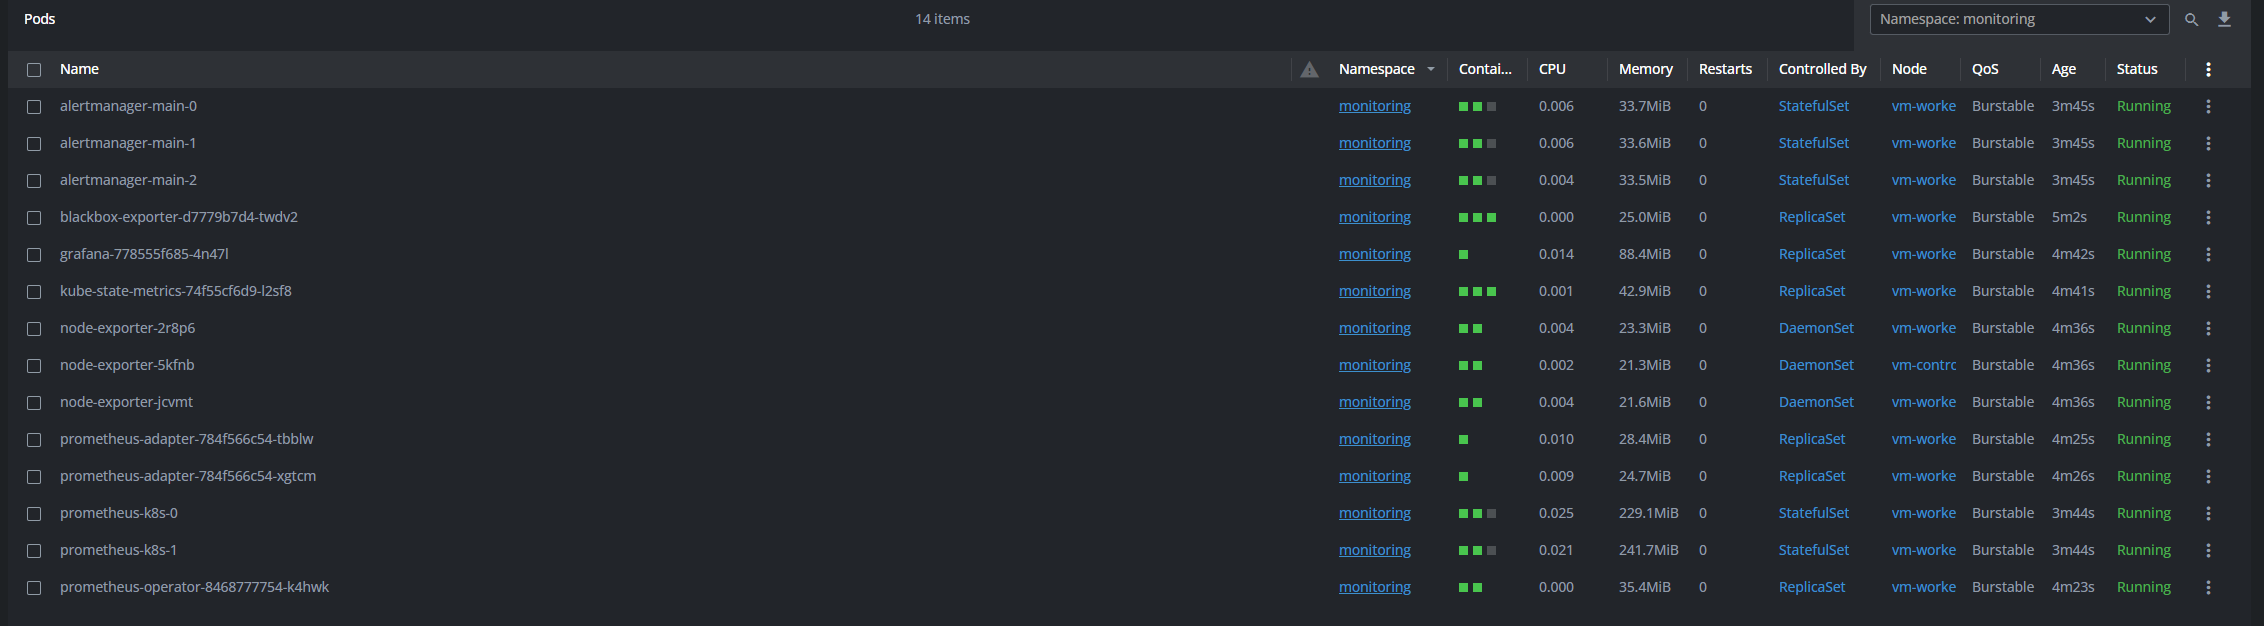 Pods 14 items Namespace: monitoring
Name Namespace Contai... CPU Memory Restarts Controlled By Node QoS Age Status
alertmanager-main-0 monitoring 0.006 33.7MiB 0 StatefulSet vm-worke Burstable 3m45s Running
alertmanager-main-1 monitoring 0.006 33.6MiB 0 StatefulSet vm-worke Burstable 3m45s Running
alertmanager-main-2 monitoring 0.004 33.5MiB 0 StatefulSet vm-worke Burstable 3m45s Running
blackbox-exporter-d7779b7d4-twdv2 monitoring 0.000 25.0MiB 0 ReplicaSet vm-worke Burstable 5m2s Running
grafana-778555f685-4n47l monitoring 0.014 88.4MiB 0 ReplicaSet vm-worke Burstable 4m42s Running
kube-state-metrics-74f55cf6d9-l2sf8 monitoring 0.001 42.9MiB 0 ReplicaSet vm-worke Burstable 4m41s Running
node-exporter-2r8p6 monitoring 0.004 23.3MiB 0 DaemonSet vm-worke Burstable 4m36s Running
node-exporter-5kfnb monitoring 0.002 21.3MiB 0 DaemonSet vm-contrc Burstable 4m36s Running
node-exporter-jcvmt monitoring 0.004 21.6MiB 0 DaemonSet vm-worke Burstable 4m36s Running
prometheus-adapter-784f566c54-tbblw monitoring 0.010 28.4MiB 0 ReplicaSet vm-worke Burstable 4m25s Running
prometheus-adapter-784f566c54-xgtcm monitoring 0.009 24.7MiB 0 ReplicaSet vm-worke Burstable 4m26s Running
prometheus-k8s-0 monitoring 0.025 229.1MiB 0 StatefulSet vm-worke Burstable 3m44s Running
prometheus-k8s-1 monitoring 0.021 241.7MiB 0 StatefulSet vm-worke Burstable 3m44s Running
prometheus-operator-8468777754-k4hwk monitoring 0.000 35.4MiB 0 ReplicaSet vm-worke Burstable 4m23s Running